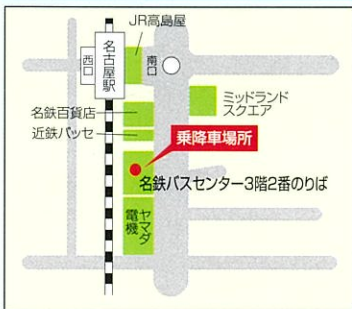 JR高島屋
名古屋駅
西口
南口
ミッドランド
スクエア
名鉄百貨店
近鉄パッセ
乗降車場所
名鉄バスセンター3階2番のりば
ヤマダ
電機